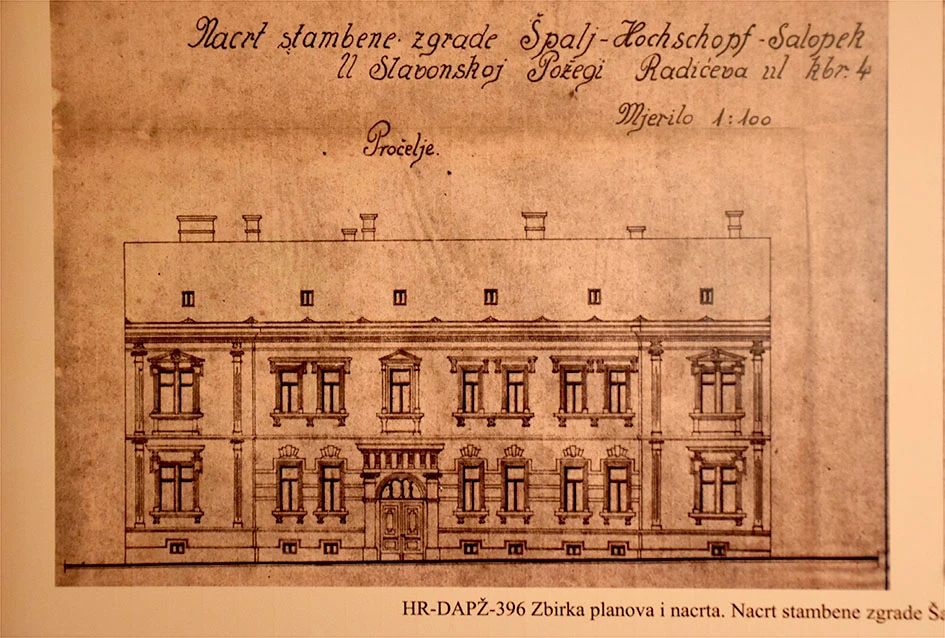 Nacrt stambene zgrade Špalj-Hochschopf-Salopek
U Slavonskoj Požegi Radićeva ul kbr. 4
Mjerilo 1:100
Pročelje.
HR-DAPŽ-396 Zbirka planova i nacrta. Nacrt stambene zgrade Ša